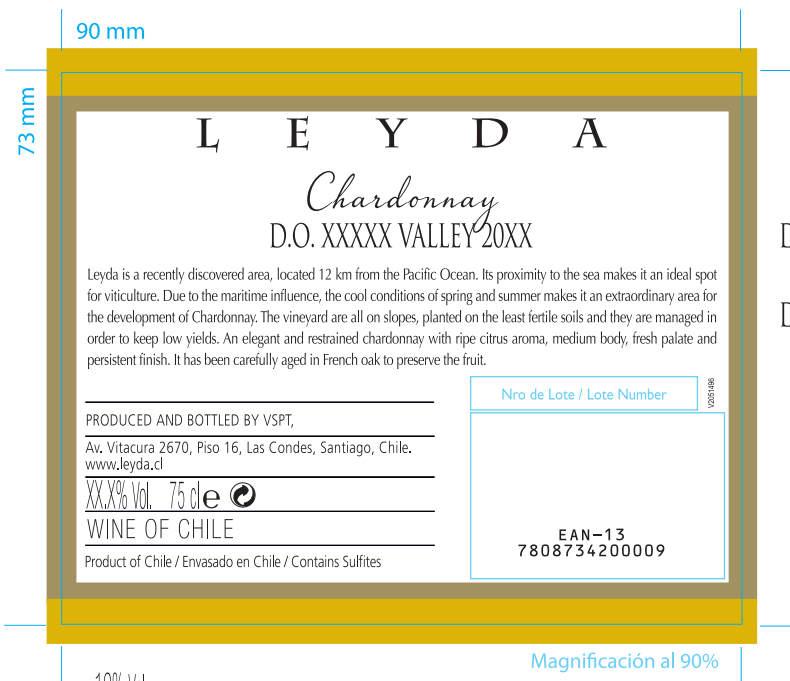 90 mm
73 mm
LEYDA
Chardonnay
D.O. XXXXX VALLEY 20XX
Leyda is a recently discovered area, located 12 km from the Pacific Ocean. Its proximity to the sea makes it an ideal spot
for viticulture. Due to the maritime influence, the cool conditions of spring and summer makes it an extraordinary area for
the development of Chardonnay. The vineyard are all on slopes, planted on the least fertile soils and they are managed in
order to keep low yields. An elegant and restrained chardonnay with ripe citrus aroma, medium body, fresh palate and
persistent finish. It has been carefully aged in French oak to preserve the fruit.
Nro de Lote / Lote Number
V2051496
PRODUCED AND BOTTLED BY VSPT,
Av. Vitacura 2670, Piso 16, Las Condes, Santiago, Chile.
www.leyda.cl
XX.X% Vol. 75 cl e
WINE OF CHILE
Product of Chile / Envasado en Chile / Contains Sulfites
EAN-13
7808734200009
Magnificación al 90%